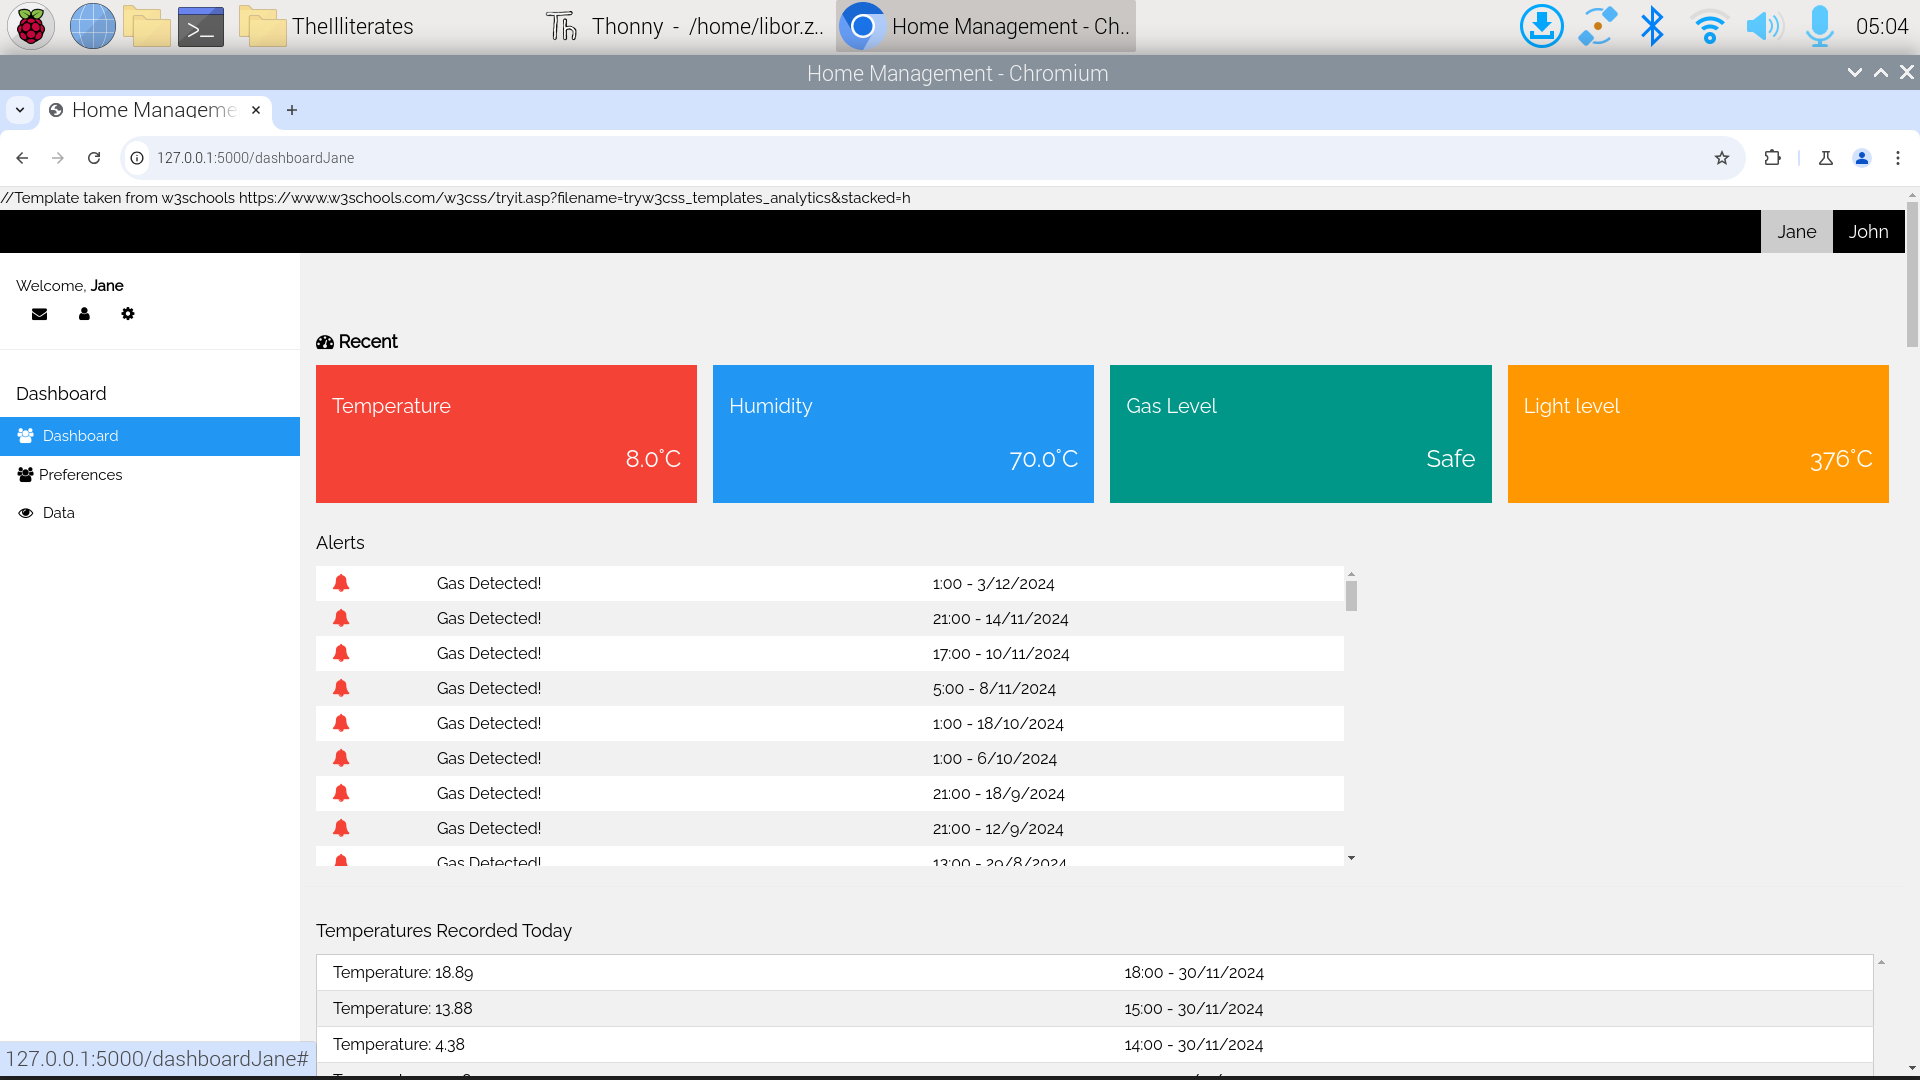 TheIlliterates
Thonny - /home/libor.z..
Home Management - Ch..
05:04
Home Management - Chromium
Home Manageme
127.0.0.1:5000/dashboardJane
//Template taken from w3schools https://www.w3schools.com/w3css/tryit.asp?filename=tryw3css_templates_analytics&stacked=h
Jane
John
Welcome, Jane
Dashboard
Dashboard
Preferences
Data
Recent
Temperature
8.0°C
Humidity
70.0°C
Gas Level
Safe
Light level
376°C
Alerts
Gas Detected! 1:00 - 3/12/2024
Gas Detected! 21:00 - 14/11/2024
Gas Detected! 17:00 - 10/11/2024
Gas Detected! 5:00 - 8/11/2024
Gas Detected! 1:00 - 18/10/2024
Gas Detected! 1:00 - 6/10/2024
Gas Detected! 21:00 - 18/9/2024
Gas Detected! 21:00 - 12/9/2024
Gas Detected! 13:00 - 29/8/2024
Temperatures Recorded Today
Temperature: 18.89 18:00 - 30/11/2024
Temperature: 13.88 15:00 - 30/11/2024
Temperature: 4.38 14:00 - 30/11/2024
127.0.0.1:5000/dashboardJane#